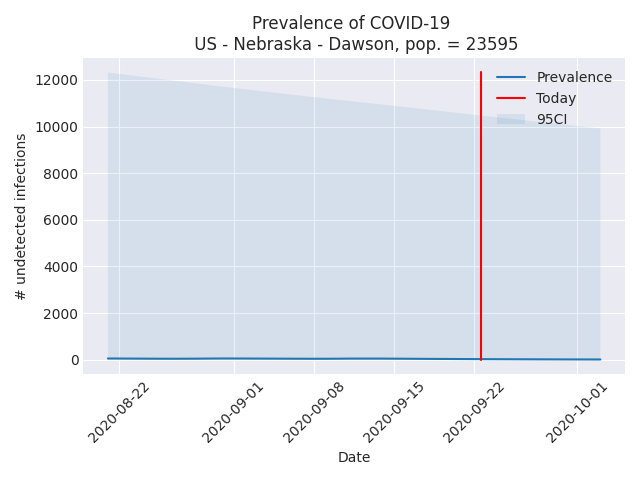 Prevalence of COVID-19
US - Nebraska - Dawson, pop. = 23595
12000
10000
8000
6000
4000
2000
0
# undetected infections
Prevalence
Today
95CI
2020-08-22
2020-09-01
2020-09-08
2020-09-15
2020-09-22
2020-10-01
Date